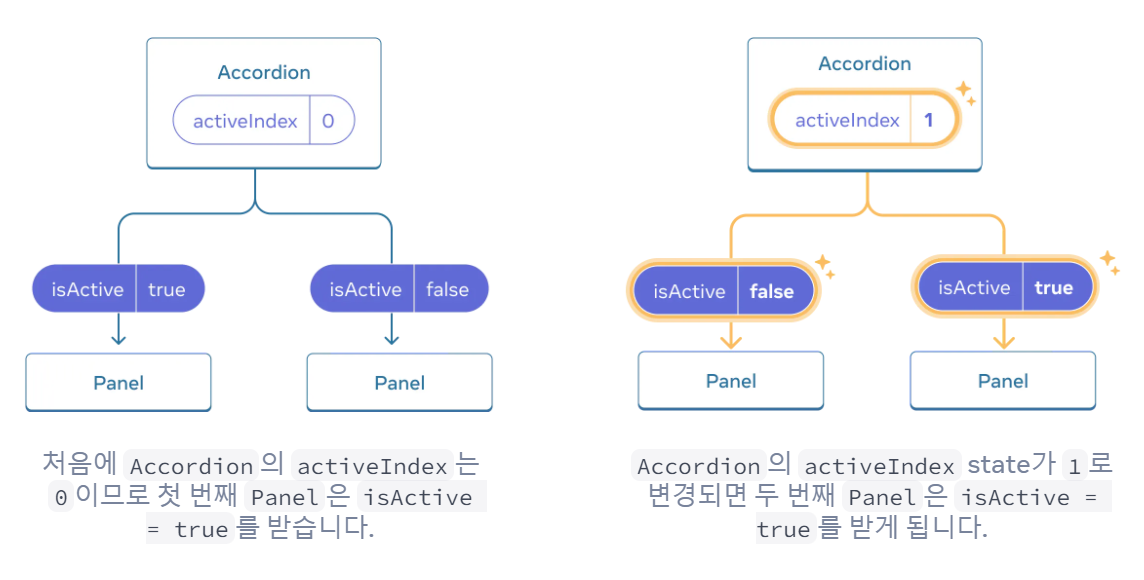 Accordion
activeIndex 0
isActive true
isActive false
Panel
Panel
처음에 Accordion의 activeIndex는
0이므로 첫 번째 Panel은 isActive
= true를 받습니다.
Accordion
activeIndex 1
isActive false
isActive true
Panel
Panel
Accordion의 activeIndex state가 1로
변경되면 두 번째 Panel은 isActive =
true를 받게 됩니다.